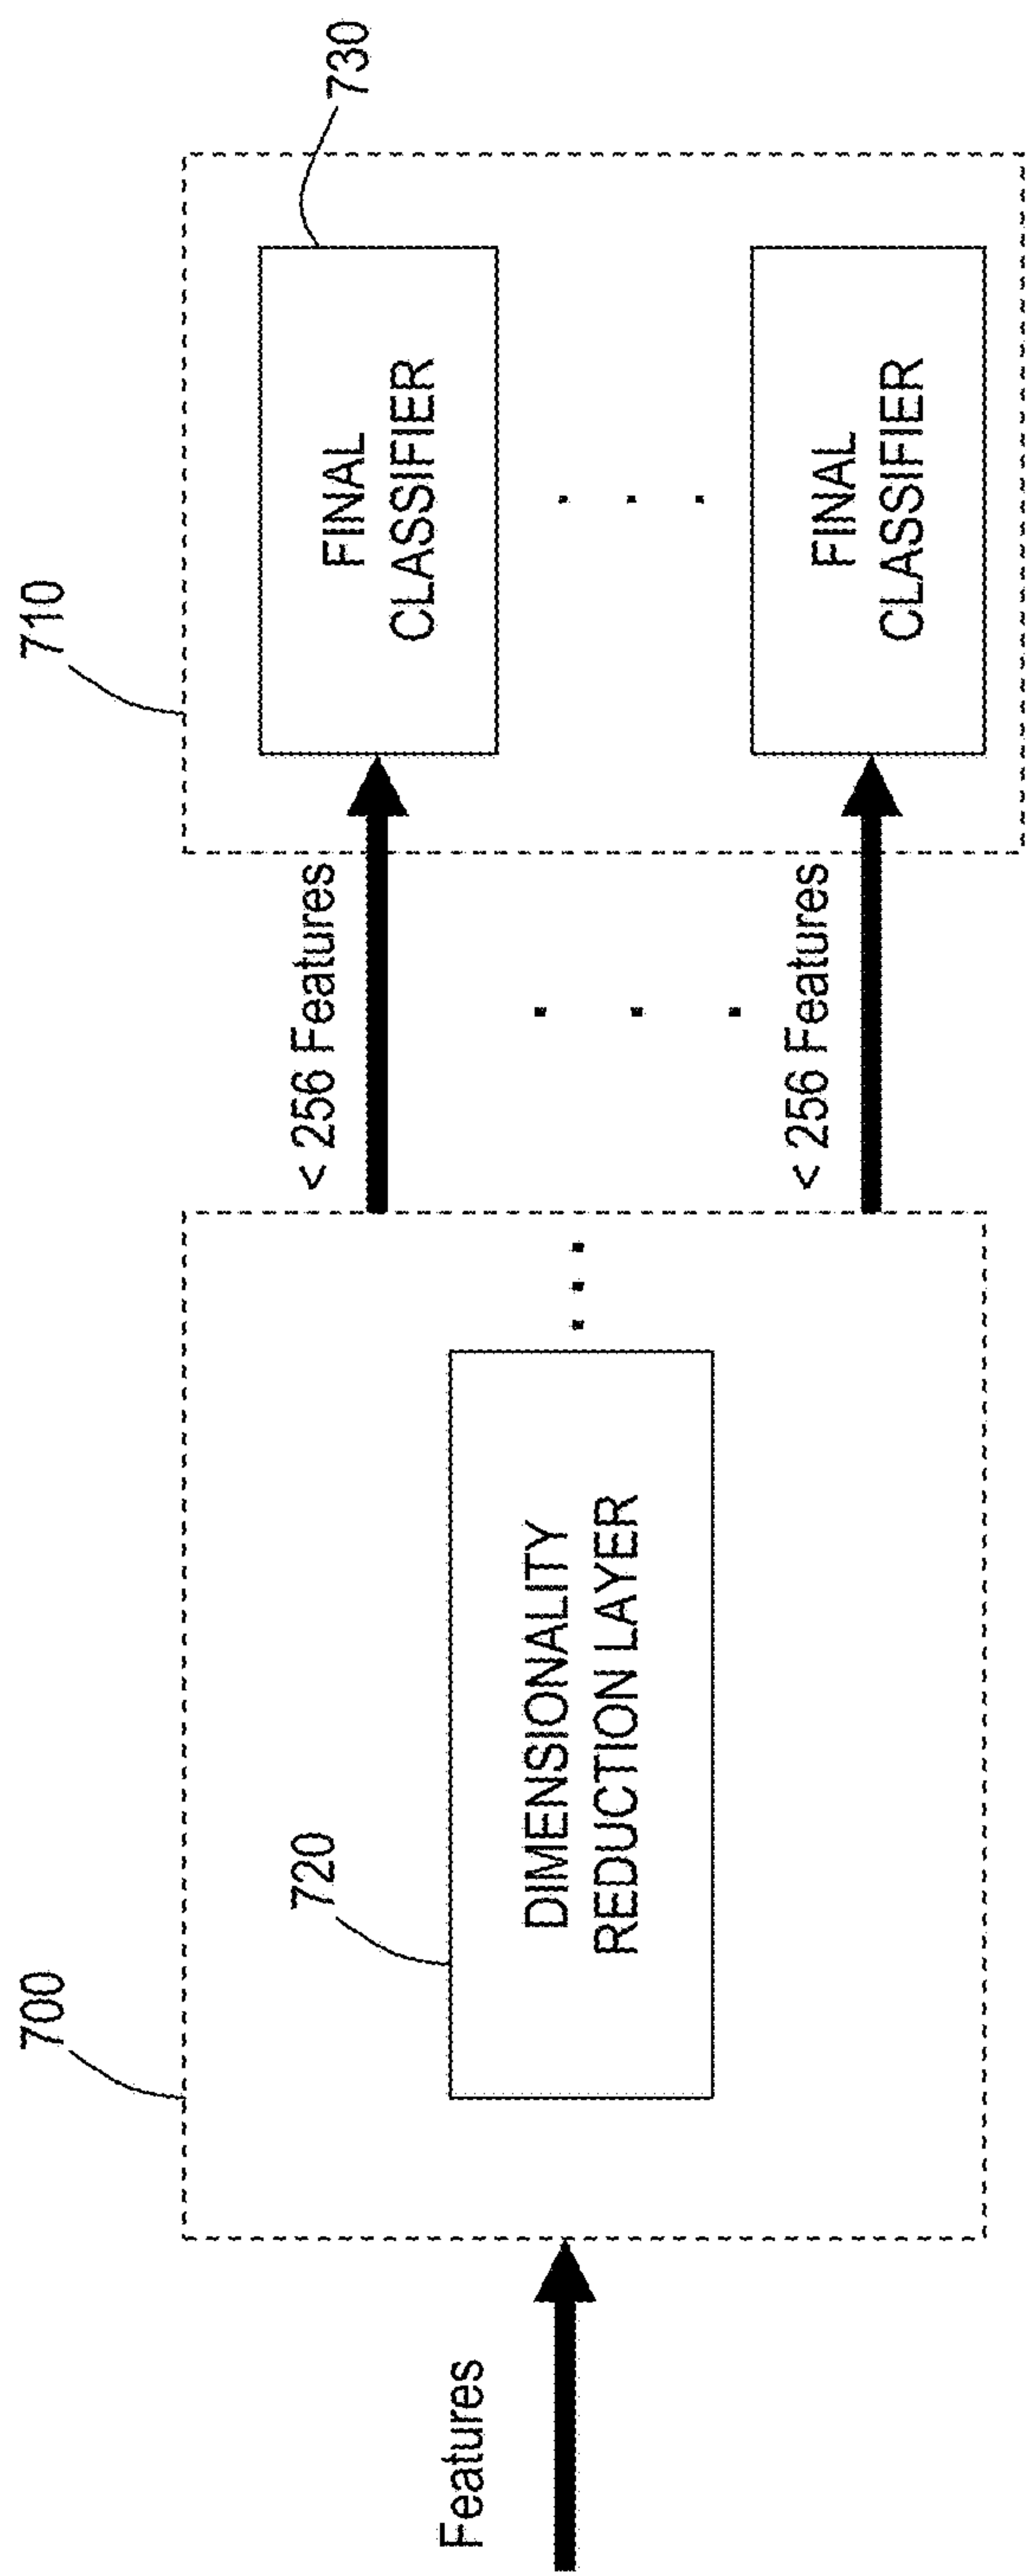 Features
700
720
DIMENSIONALITY
REDUCTION LAYER
< 256 Features
< 256 Features
710
730
FINAL
CLASSIFIER
FINAL
CLASSIFIER